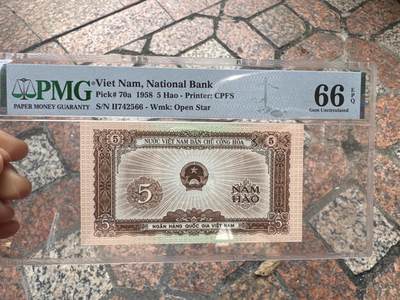 PMG
PAPER MONEY GUARANTY
Viet Nam, National Bank
Pick# 70a 1958 5 Hao - Printer: CPFS
S/N II742566 - Wmk: Open Star
66 EPQ
Gem Uncirculated
5 NƯỚC VIỆT NAM DÂN CHỦ CỘNG HÒA 5
5 NĂM HÀO
NGÂN HÀNG QUỐC GIA VIỆT NAM